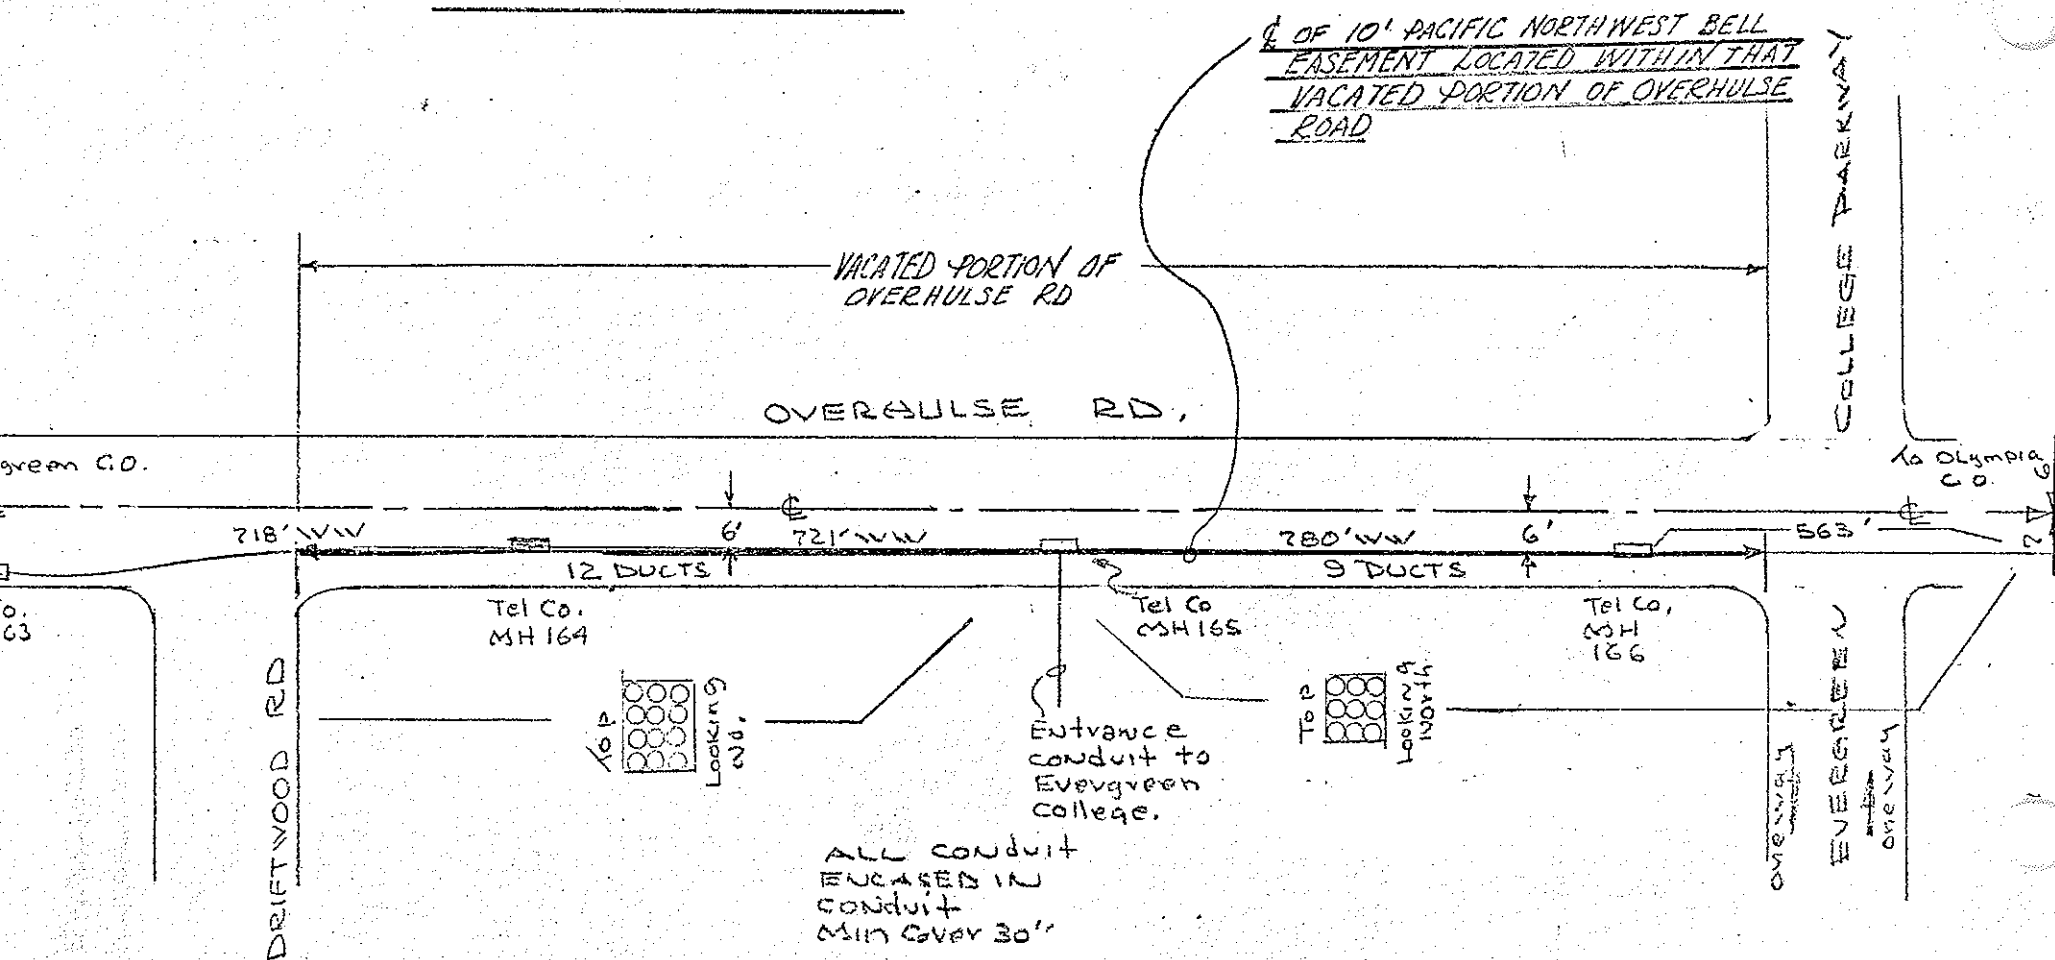 ℄ OF 10' PACIFIC NORTHWEST BELL
EASEMENT LOCATED WITHIN THAT
VACATED PORTION OF OVERHULSE
ROAD
COLLEGE PARKWAY
VACATED PORTION OF
OVERHULSE RD
OVERHULSE RD.
green C.O.
To Olympia
C.O.
℄
℄
718' WW
6'
721' WW
780' WW
6'
563'
12 DUCTS
9 DUCTS
Tel Co.
MH 164
Tel Co
MH 165
Tel Co.
MH
166
o.
63
DRIFTWOOD RD
TOP
Looking
No.
Entrance
conduit to
Evergreen
College.
TOP
Looking
North
one way
EVERGREEN
one way
ALL CONduit
ENCASED IN
CONduit
Min Cover 30"